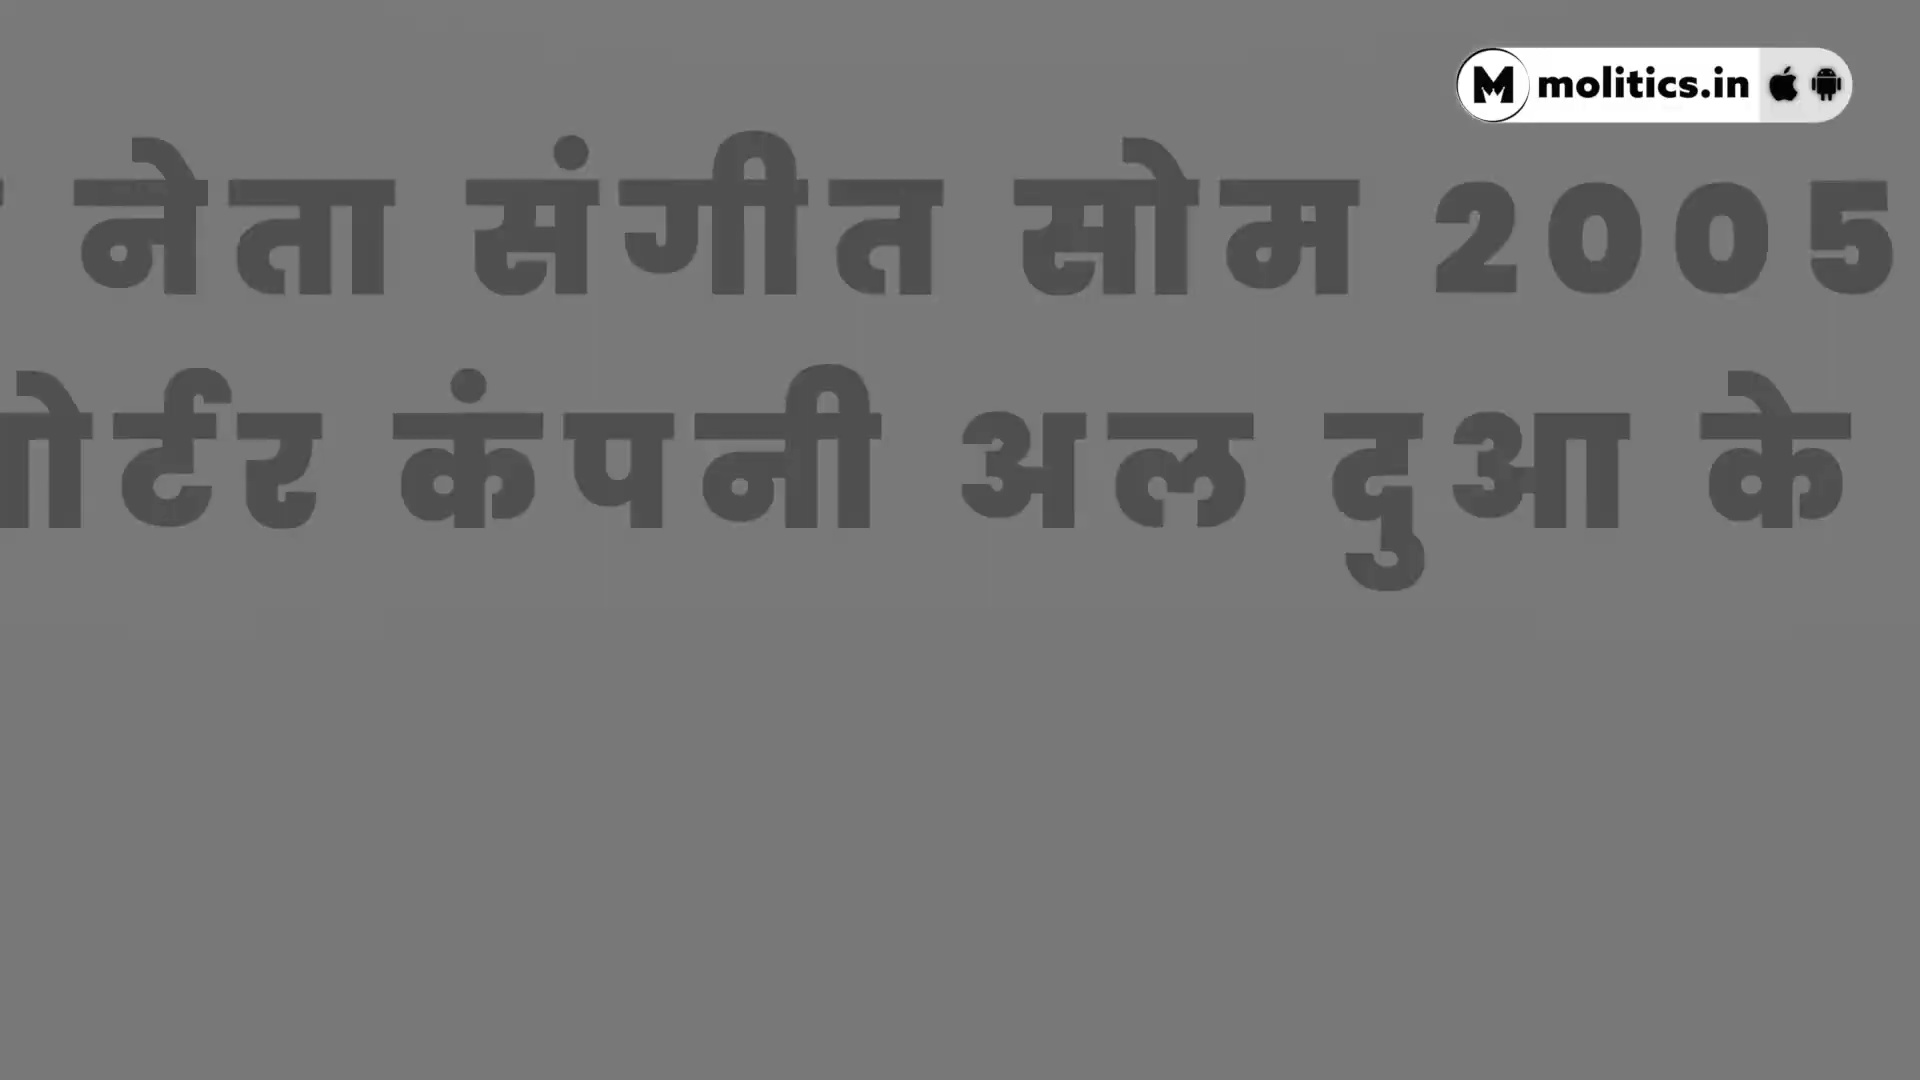 molitics.in
नेता संगीत सोम 2005
कंपनी अल दुआ के